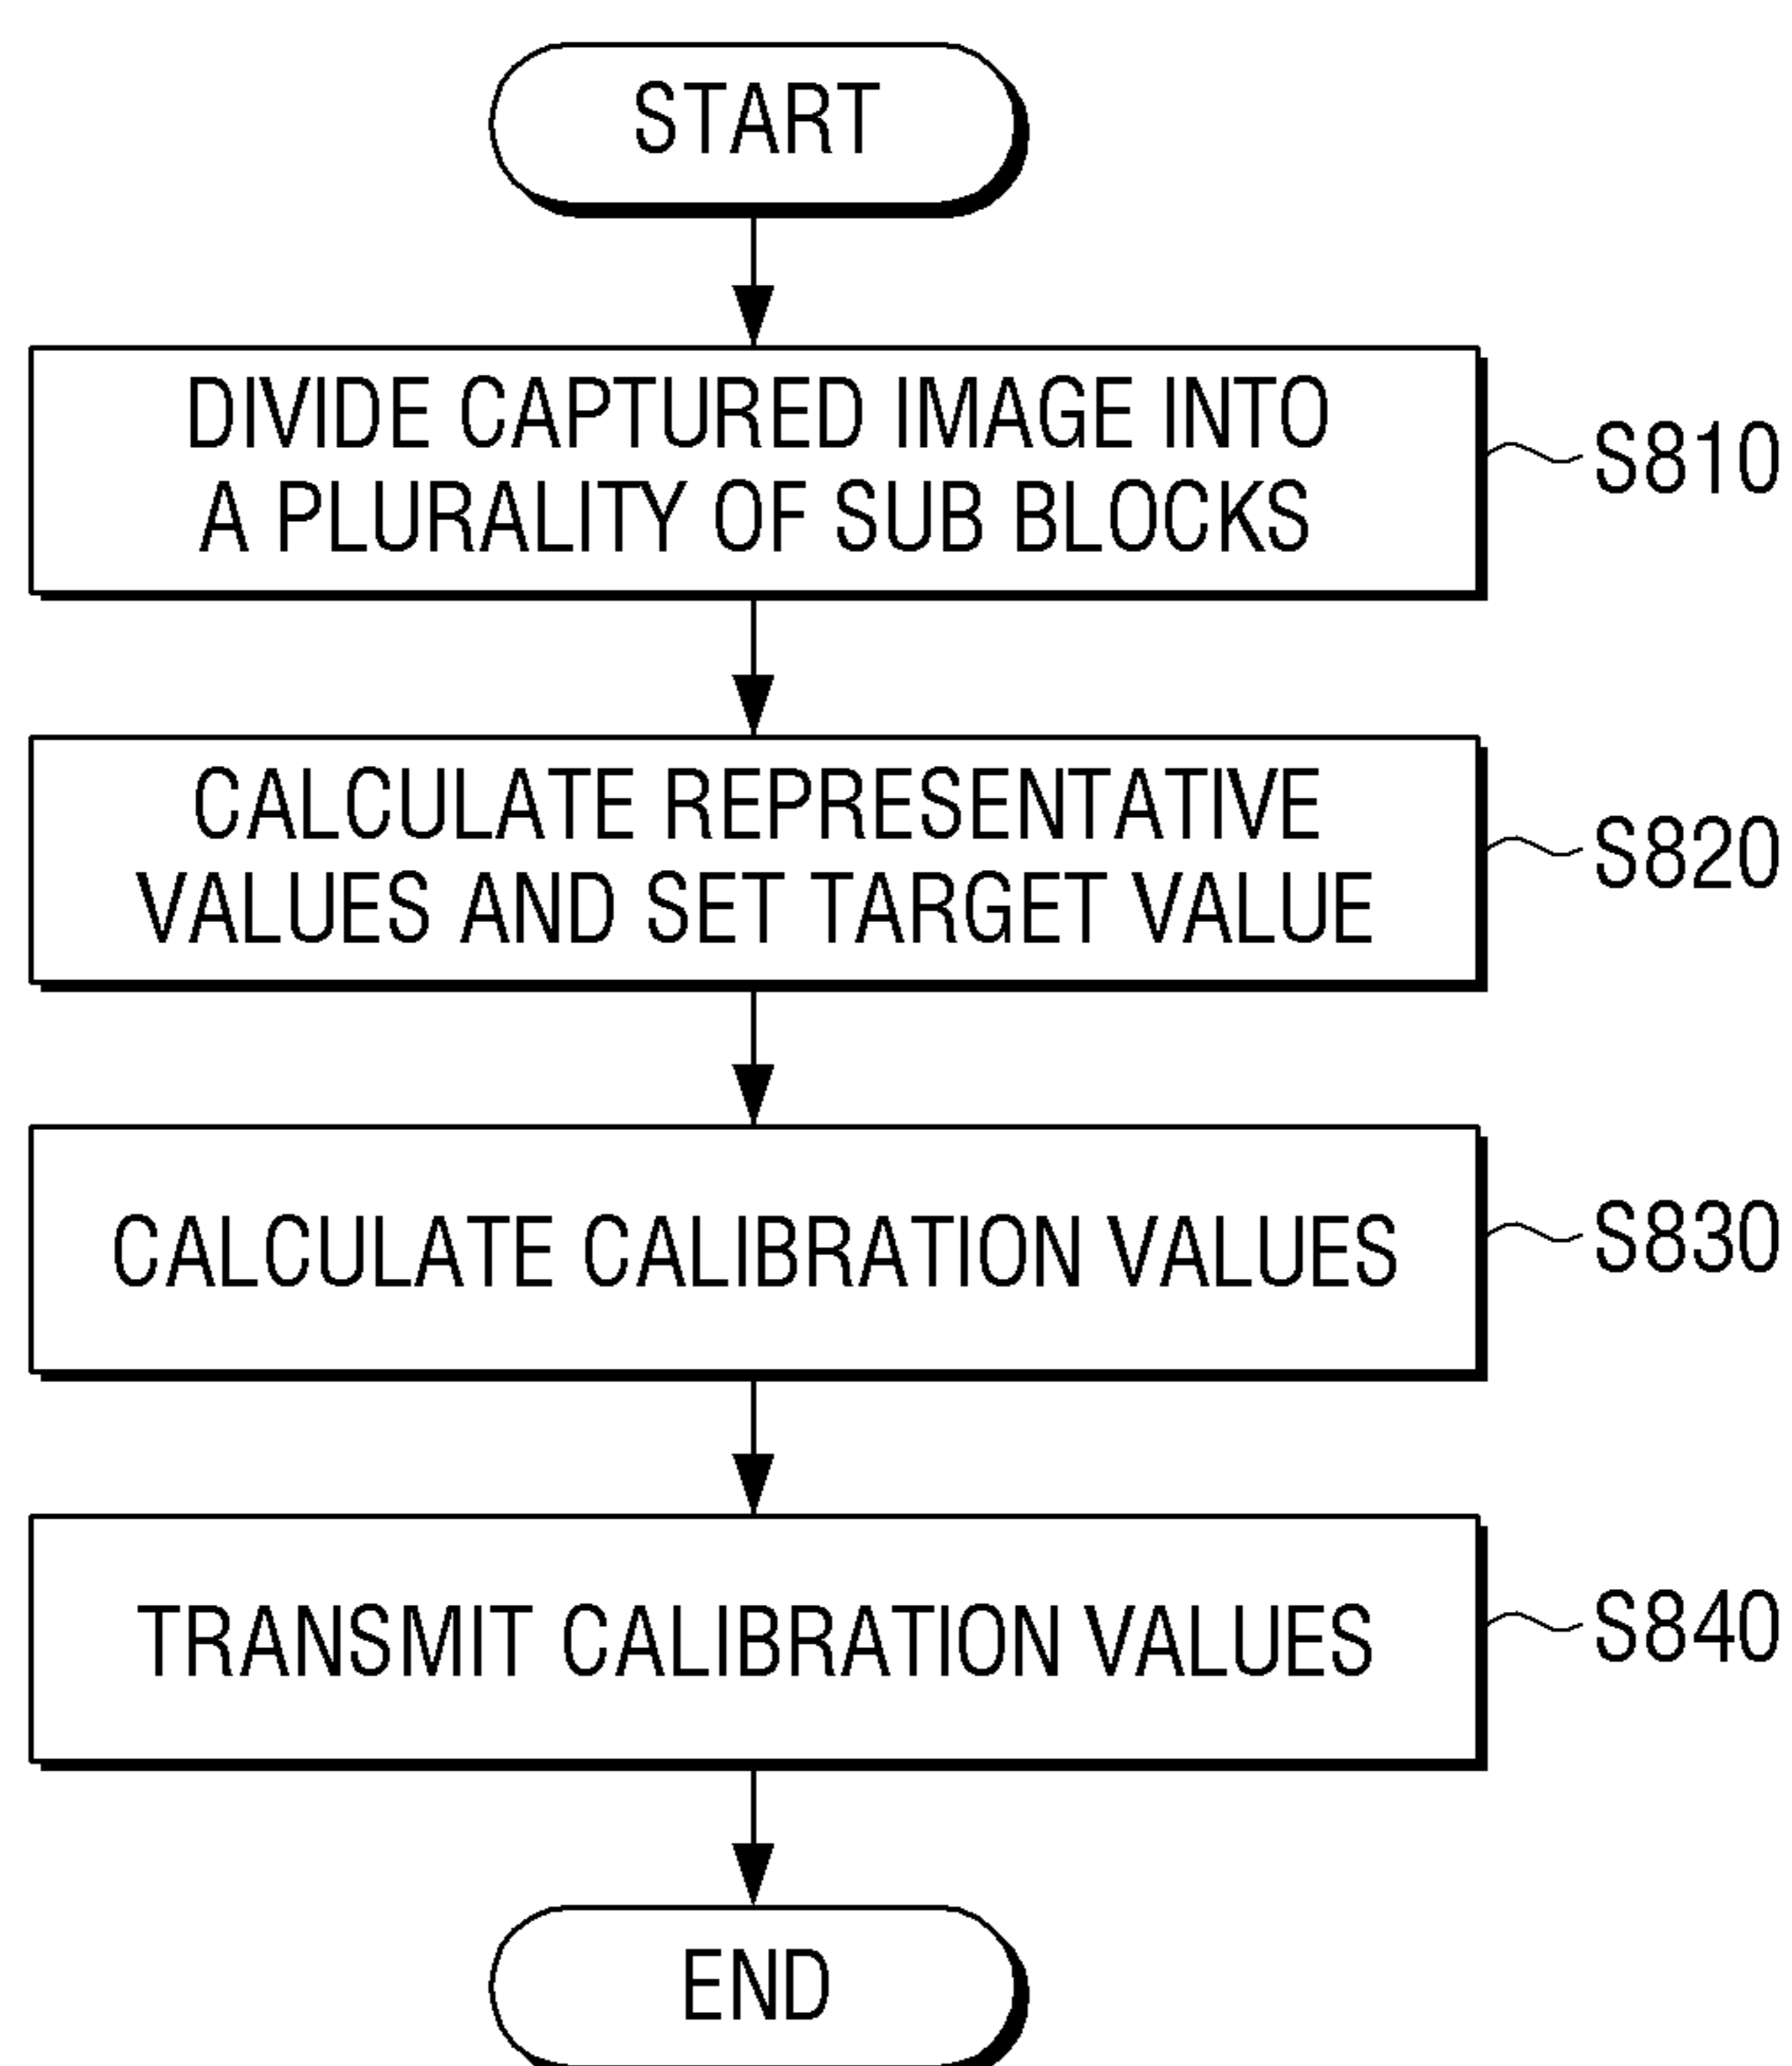 START
DIVIDE CAPTURED IMAGE INTO
A PLURALITY OF SUB BLOCKS
S810
CALCULATE REPRESENTATIVE
VALUES AND SET TARGET VALUE
S820
CALCULATE CALIBRATION VALUES
S830
TRANSMIT CALIBRATION VALUES
S840
END